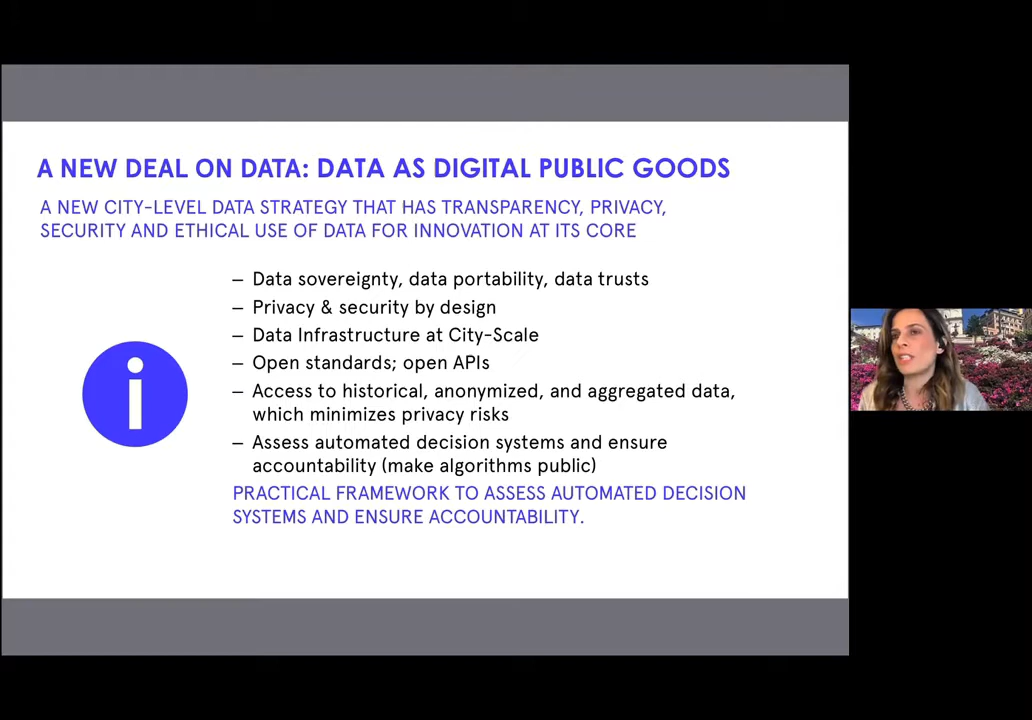 A NEW DEAL ON DATA: DATA AS DIGITAL PUBLIC GOODS
A NEW CITY-LEVEL DATA STRATEGY THAT HAS TRANSPARENCY, PRIVACY,
SECURITY AND ETHICAL USE OF DATA FOR INNOVATION AT ITS CORE
– Data sovereignty, data portability, data trusts
– Privacy & security by design
– Data Infrastructure at City-Scale
– Open standards; open APIs
– Access to historical, anonymized, and aggregated data,
which minimizes privacy risks
– Assess automated decision systems and ensure
accountability (make algorithms public)
PRACTICAL FRAMEWORK TO ASSESS AUTOMATED DECISION
SYSTEMS AND ENSURE ACCOUNTABILITY.
i